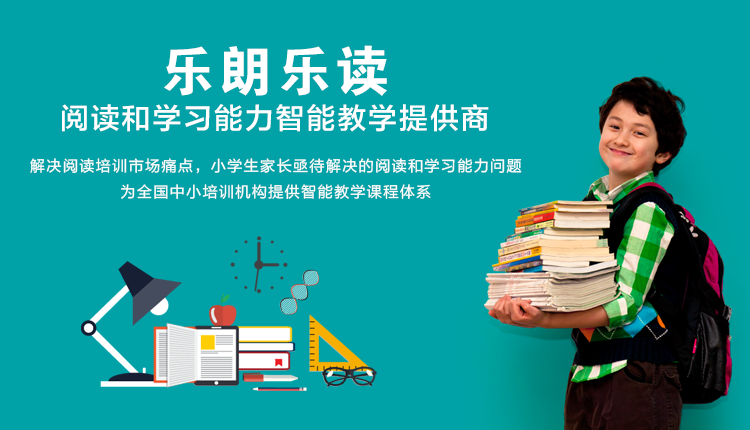 乐朗乐读
阅读和学习能力智能教学提供商
解决阅读培训市场痛点，小学生家长亟待解决的阅读和学习能力问题
为全国中小培训机构提供智能教学课程体系